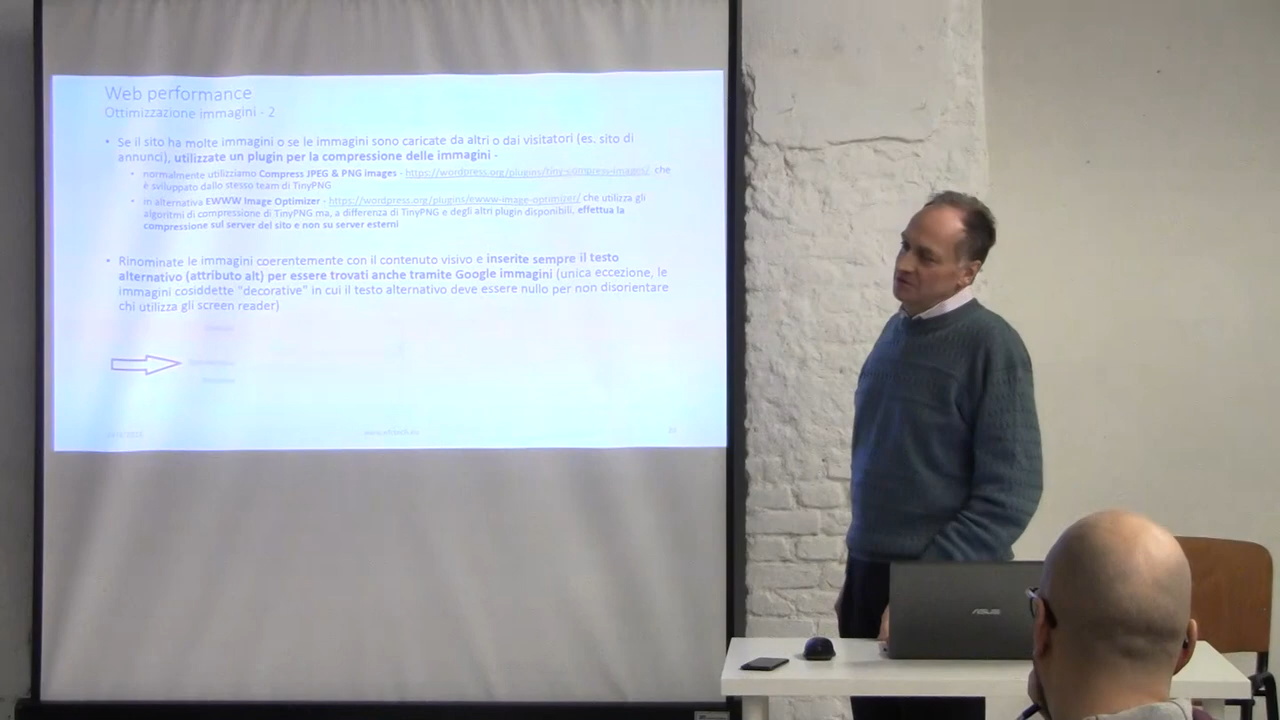 Web performance
Ottimizzazione immagini - 2
• Se il sito ha molte immagini o se le immagini sono caricate da altri o dai visitatori (es. sito di
annunci), utilizzate un plugin per la compressione delle immagini -
• normalmente utilizziamo Compress JPEG & PNG images - https://wordpress.org/plugins/tiny-compress-images/ che
è sviluppato dallo stesso team di TinyPNG
• in alternativa EWWW Image Optimizer - https://wordpress.org/plugins/ewww-image-optimizer/ che utilizza gli
algoritmi di compressione di TinyPNG ma, a differenza di TinyPNG e degli altri plugin disponibili, effettua la
compressione sul server del sito e non su server esterni
• Rinominate le immagini coerentemente con il contenuto visivo e inserite sempre il testo
alternativo (attributo alt) per essere trovati anche tramite Google immagini (unica eccezione, le
immagini cosiddette "decorative" in cui il testo alternativo deve essere nullo per non disorientare
chi utilizza gli screen reader)
ASUS